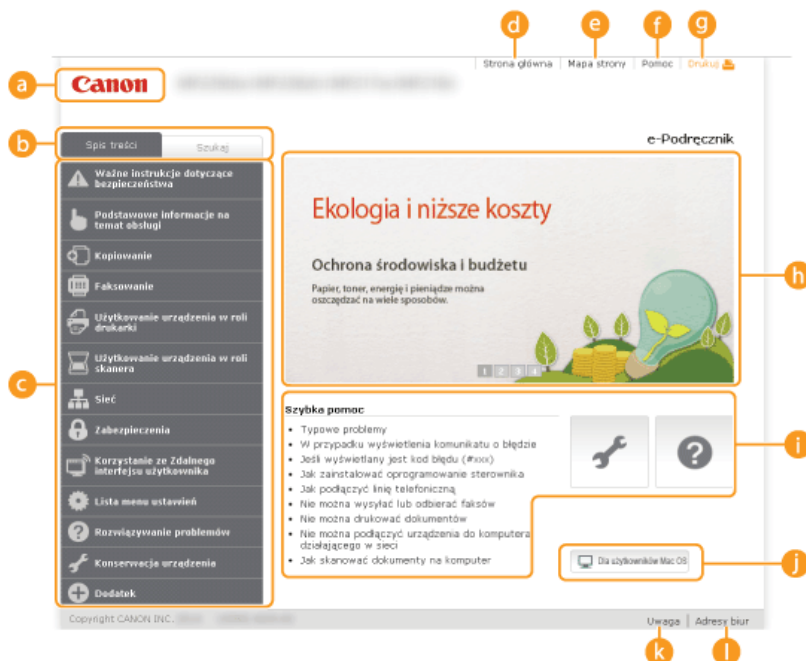 d e f g
Strona główna | Mapa strony | Pomoc | Drukuj
a
Canon
b
Spis treści Szukaj
e-Podręcznik
c
Ważne instrukcje dotyczące
bezpieczeństwa
Podstawowe informacje na
temat obsługi
Kopiowanie
Faksowanie
Użytkowanie urządzenia w roli
drukarki
Użytkowanie urządzenia w roli
skanera
Sieć
Zabezpieczenia
Korzystanie ze Zdalnego
interfejsu użytkownika
Lista menu ustawień
Rozwiązywanie problemów
Konserwacja urządzenia
Dodatek
h
Ekologia i niższe koszty
Ochrona środowiska i budżetu
Papier, toner, energię i pieniądze można
oszczędzać na wiele sposobów.
1 2 3 4
i
Szybka pomoc
• Typowe problemy
• W przypadku wyświetlenia komunikatu o błędzie
• Jeśli wyświetlany jest kod błędu (#xxx)
• Jak zainstalować oprogramowanie sterownika
• Jak podłączyć linię telefoniczną
• Nie można wysyłać lub odbierać faksów
• Nie można drukować dokumentów
• Nie można podłączyć urządzenia do komputera
działającego w sieci
• Jak skanować dokumenty na komputer
j
Dla użytkowników Mac OS
Copyright CANON INC.
Uwaga | Adresy biur
k l